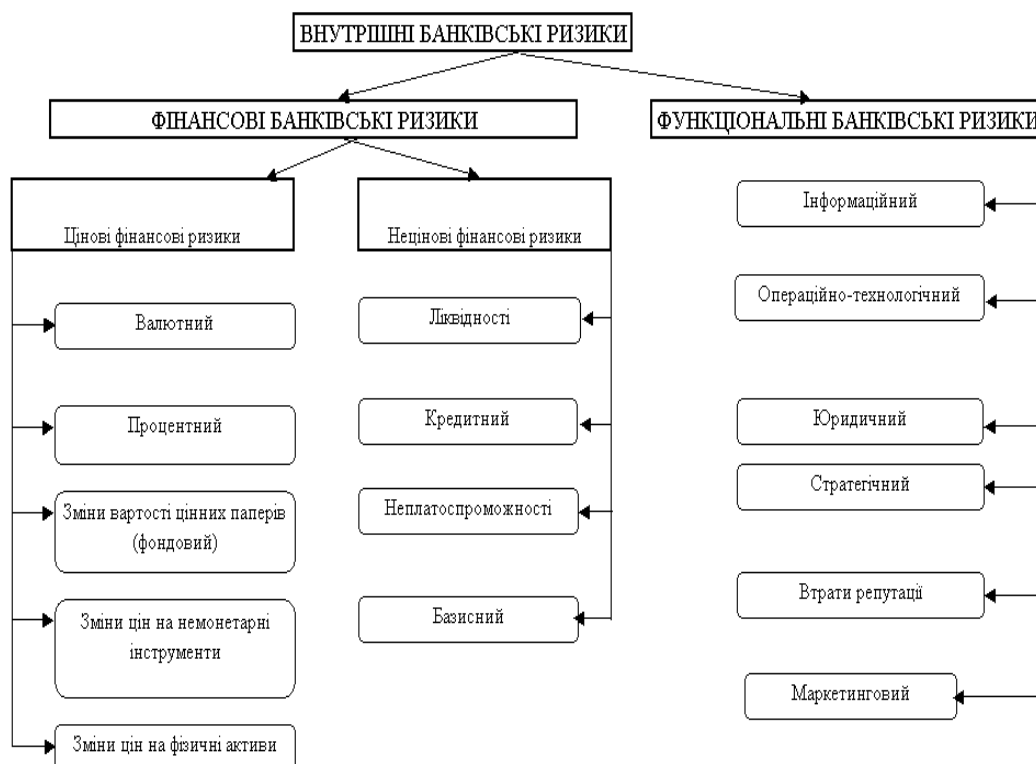 ВНУТРІШНІ БАНКІВСЬКІ РИЗИКИ
ФІНАНСОВІ БАНКІВСЬКІ РИЗИКИ
ФУНКЦІОНАЛЬНІ БАНКІВСЬКІ РИЗИКИ
Цінові фінансові ризики
Нецінові фінансові ризики
Валютний
Процентний
Зміни вартості цінних паперів
(фондовий)
Зміни цін на немонетарні
інструменти
Зміни цін на фізичні активи
Ліквідності
Кредитний
Неплатоспроможності
Базисний
Інформаційний
Операційно-технологічний
Юридичний
Стратегічний
Втрати репутації
Маркетинговий